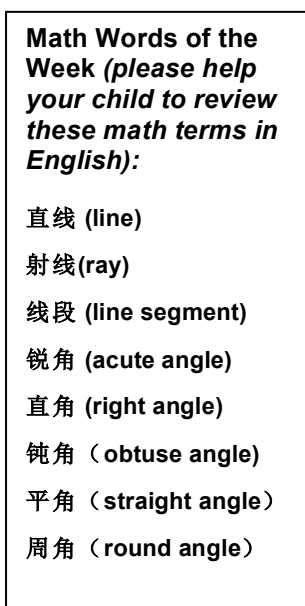 Math Words of the
Week (please help
your child to review
these math terms in
English):
直线 (line)
射线(ray)
线段 (line segment)
锐角 (acute angle)
直角 (right angle)
钝角（obtuse angle)
平角（straight angle）
周角（round angle）